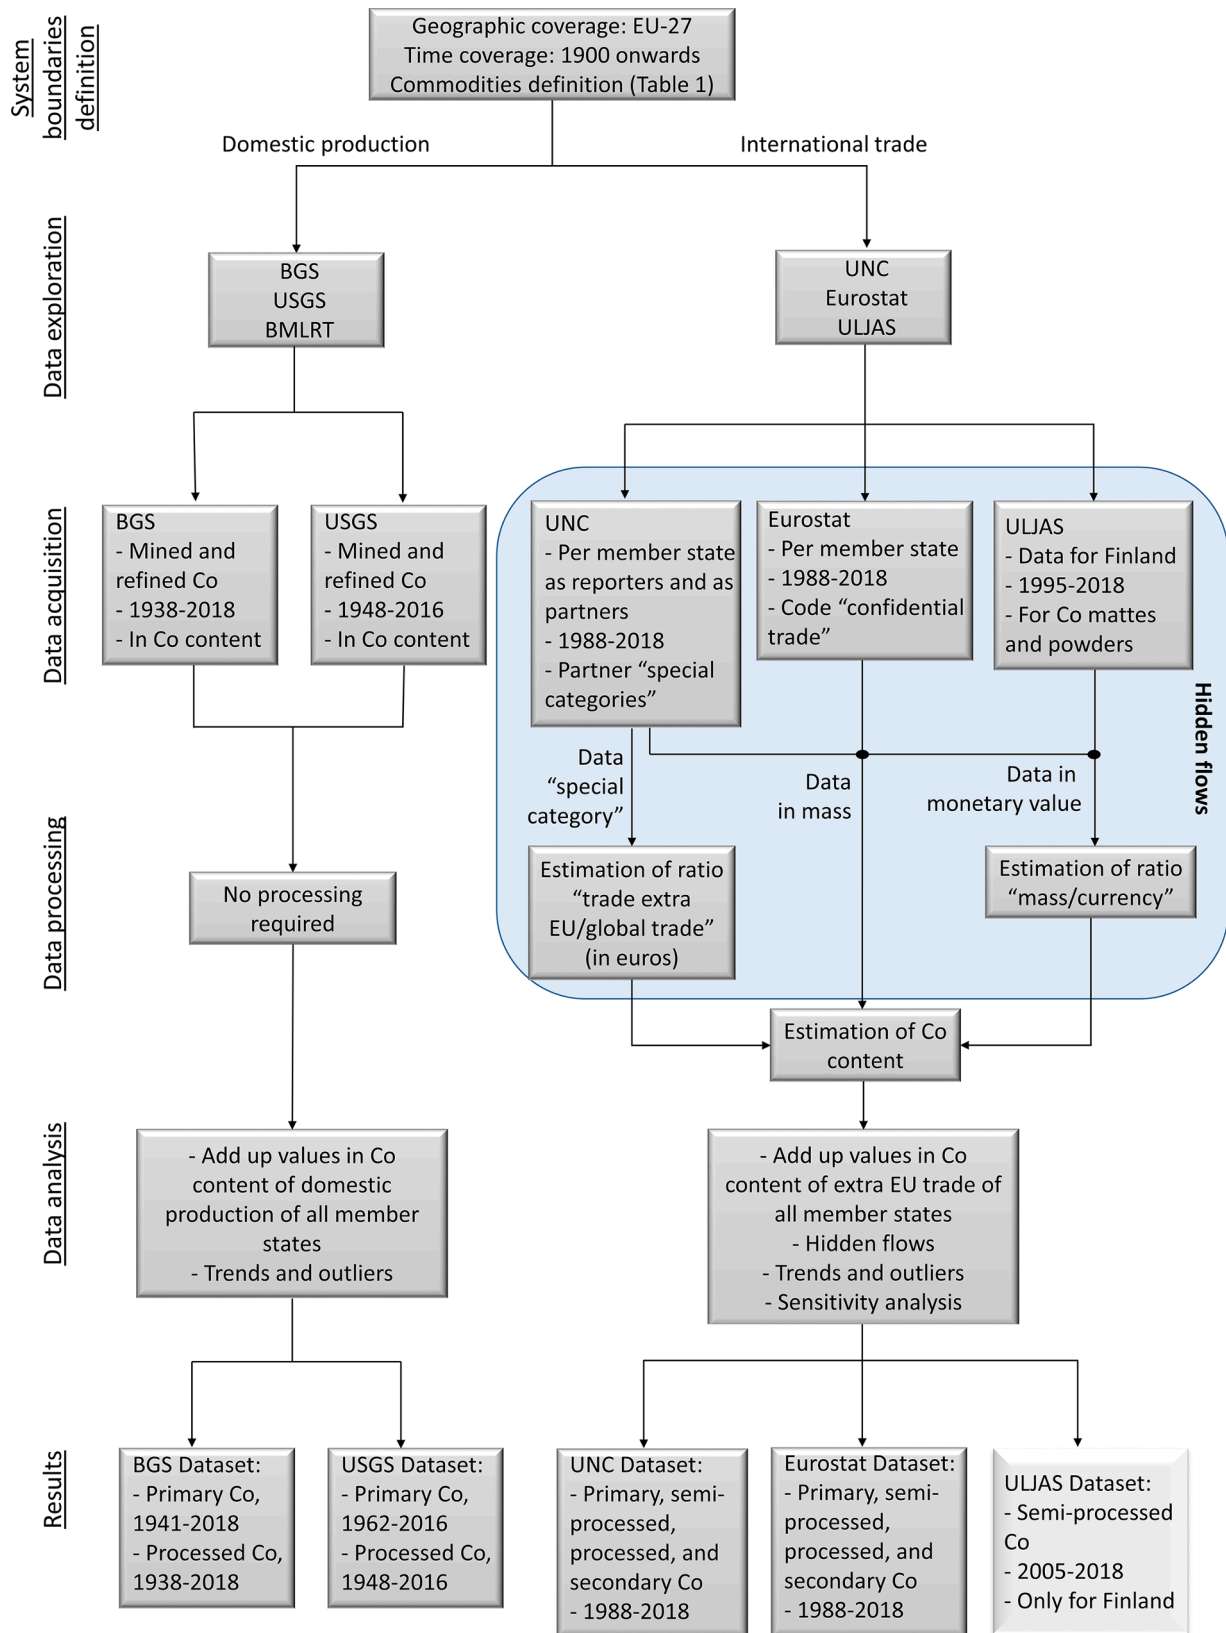 System
boundaries
definition
Geographic coverage: EU-27
Time coverage: 1900 onwards
Commodities definition (Table 1)
Domestic production
International trade
Data exploration
BGS
USGS
BMLRT
UNC
Eurostat
ULJAS
Data acquisition
BGS
- Mined and
refined Co
- 1938-2018
- In Co content
USGS
- Mined and
refined Co
- 1948-2016
- In Co content
UNC
- Per member state
as reporters and as
partners
- 1988-2018
- Partner “special
categories”
Eurostat
- Per member state
- 1988-2018
- Code “confidential
trade”
ULJAS
- Data for Finland
- 1995-2018
- For Co mattes
and powders
Hidden flows
Data
“special
category”
Data
in mass
Data in
monetary value
Data processing
No processing
required
Estimation of ratio
“trade extra
EU/global trade”
(in euros)
Estimation of ratio
“mass/currency”
Estimation of Co
content
Data analysis
- Add up values in Co
content of domestic
production of all member
states
- Trends and outliers
- Add up values in Co
content of extra EU trade of
all member states
- Hidden flows
- Trends and outliers
- Sensitivity analysis
Results
BGS Dataset:
- Primary Co,
1941-2018
- Processed Co,
1938-2018
USGS Dataset:
- Primary Co,
1962-2016
- Processed Co,
1948-2016
UNC Dataset:
- Primary, semi-
processed,
processed, and
secondary Co
- 1988-2018
Eurostat Dataset:
- Primary, semi-
processed,
processed, and
secondary Co
- 1988-2018
ULJAS Dataset:
- Semi-processed
Co
- 2005-2018
- Only for Finland